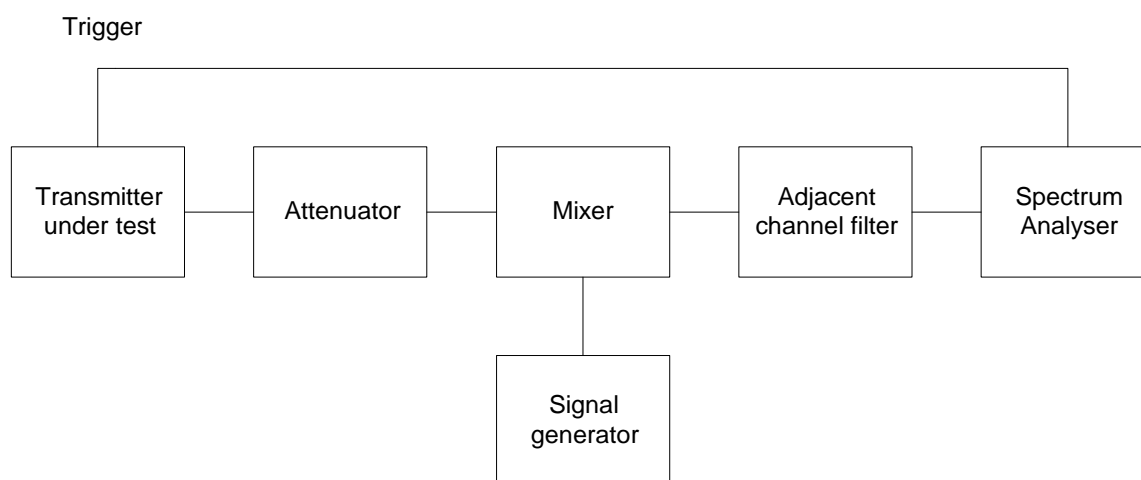 Trigger
Transmitter
under test
Attenuator
Mixer
Adjacent
channel filter
Spectrum
Analyser
Signal
generator